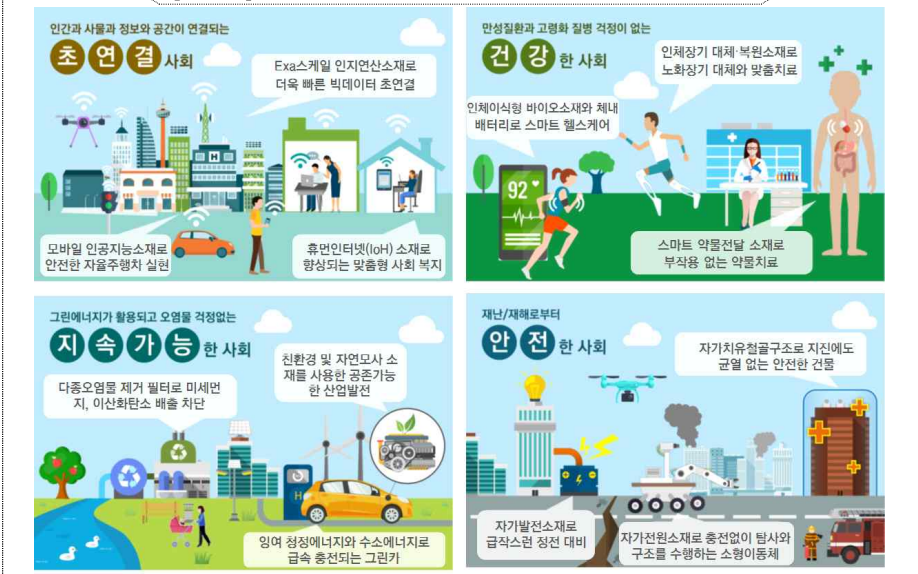 인간과 사물과 정보와 공간이 연결되는
초연결 사회
Exa스케일 인지연산소재로
더욱 빠른 빅데이터 초연결
모바일 인공지능소재로
안전한 자율주행차 실현
휴먼인터넷(IoH) 소재로
향상되는 맞춤형 사회 복지
만성질환과 고령화 질병 걱정이 없는
건강한 사회
인체장기 대체·복원소재로
노화장기 대체와 맞춤치료
인체이식형 바이오소재와 체내
배터리로 스마트 헬스케어
92
스마트 약물전달 소재로
부작용 없는 약물치료
그린에너지가 활용되고 오염물 걱정없는
지속가능한 사회
친환경 및 자연모사 소
재를 사용한 공존가능
한 산업발전
다종오염물 제거 필터로 미세먼
지, 이산화탄소 배출 차단
H
잉여 청정에너지와 수소에너지로
급속 충전되는 그린카
재난/재해로부터
안전한 사회
자가치유철골구조로 지진에도
균열 없는 안전한 건물
자가발전소재로
급작스런 정전 대비
자가전원소재로 충전없이 탐사와
구조를 수행하는 소형이동체